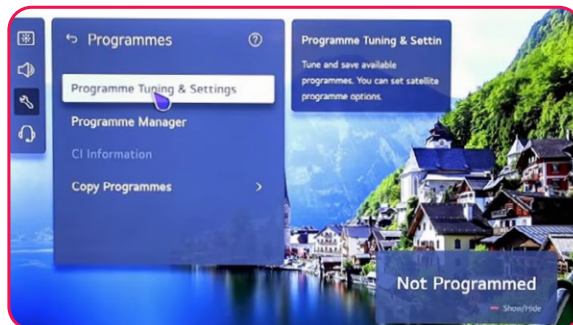 Programmes
Programme Tuning & Settings
Programme Manager
CI Information
Copy Programmes
Programme Tuning & Settin
Tune and save available
programmes. You can set satellite
programme options.
Not Programmed
Show/Hide